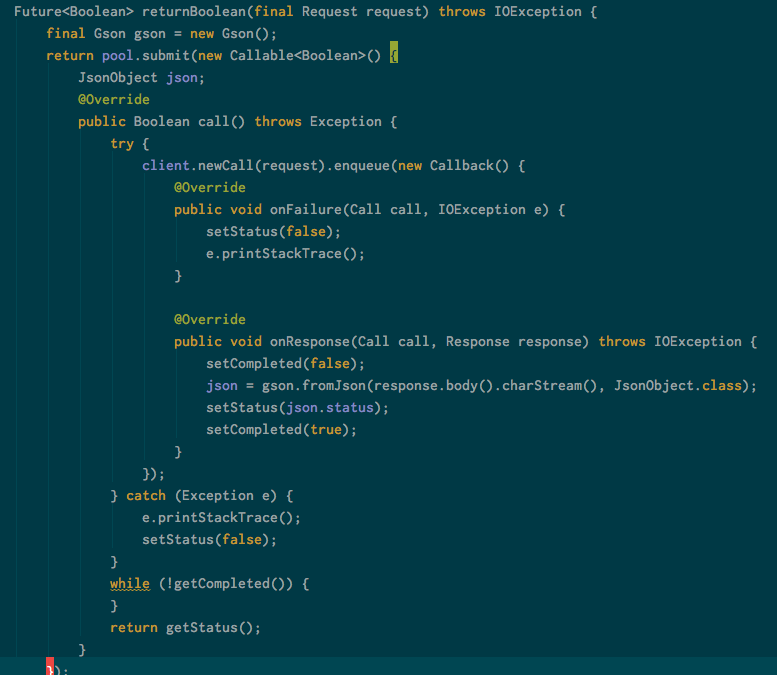 Future<Boolean> returnBoolean(final Request request) throws IOException {
    final Gson gson = new Gson();
    return pool.submit(new Callable<Boolean>() {
        JsonObject json;
        @Override
        public Boolean call() throws Exception {
            try {
                client.newCall(request).enqueue(new Callback() {
                    @Override
                    public void onFailure(Call call, IOException e) {
                        setStatus(false);
                        e.printStackTrace();
                    }

                    @Override
                    public void onResponse(Call call, Response response) throws IOException {
                        setCompleted(false);
                        json = gson.fromJson(response.body().charStream(), JsonObject.class);
                        setStatus(json.status);
                        setCompleted(true);
                    }
                });
            } catch (Exception e) {
                e.printStackTrace();
                setStatus(false);
            }
            while (!getCompleted()) {
            }
            return getStatus();
        }
    });